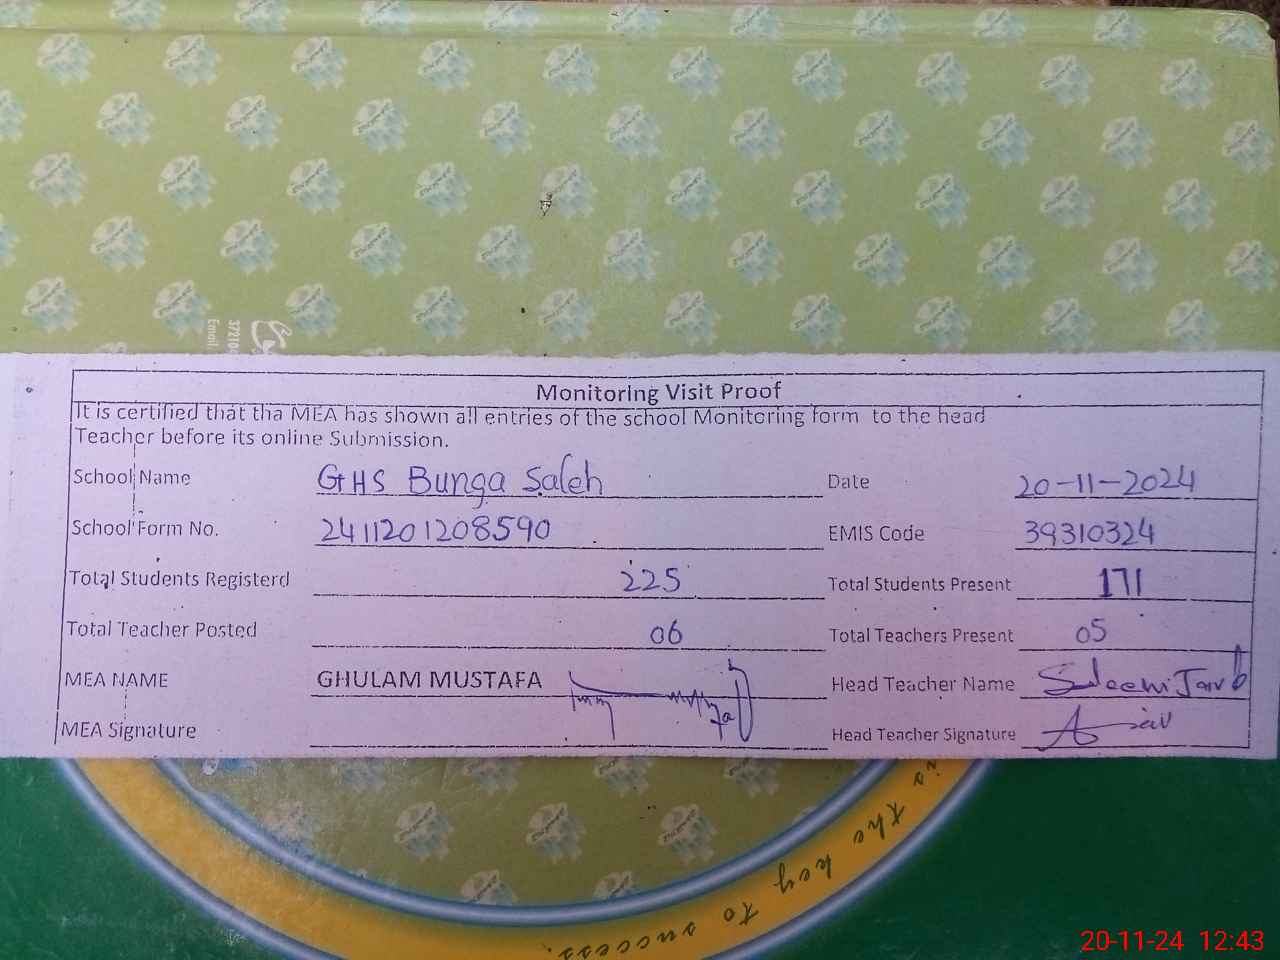 Monitoring Visit Proof
It is certified that tha MEA has shown all entries of the school Monitoring form to the head
Teacher before its online Submission.
School Name GHS Bunga Saleh Date 20-11-2024
School Form No. 2411201208590 EMIS Code 39310324
Total Students Registerd 225 Total Students Present 171
Total Teacher Posted 06 Total Teachers Present 05
MEA NAME GHULAM MUSTAFA Head Teacher Name
MEA Signature Head Teacher Signature
is the key to success.
20-11-24 12:43